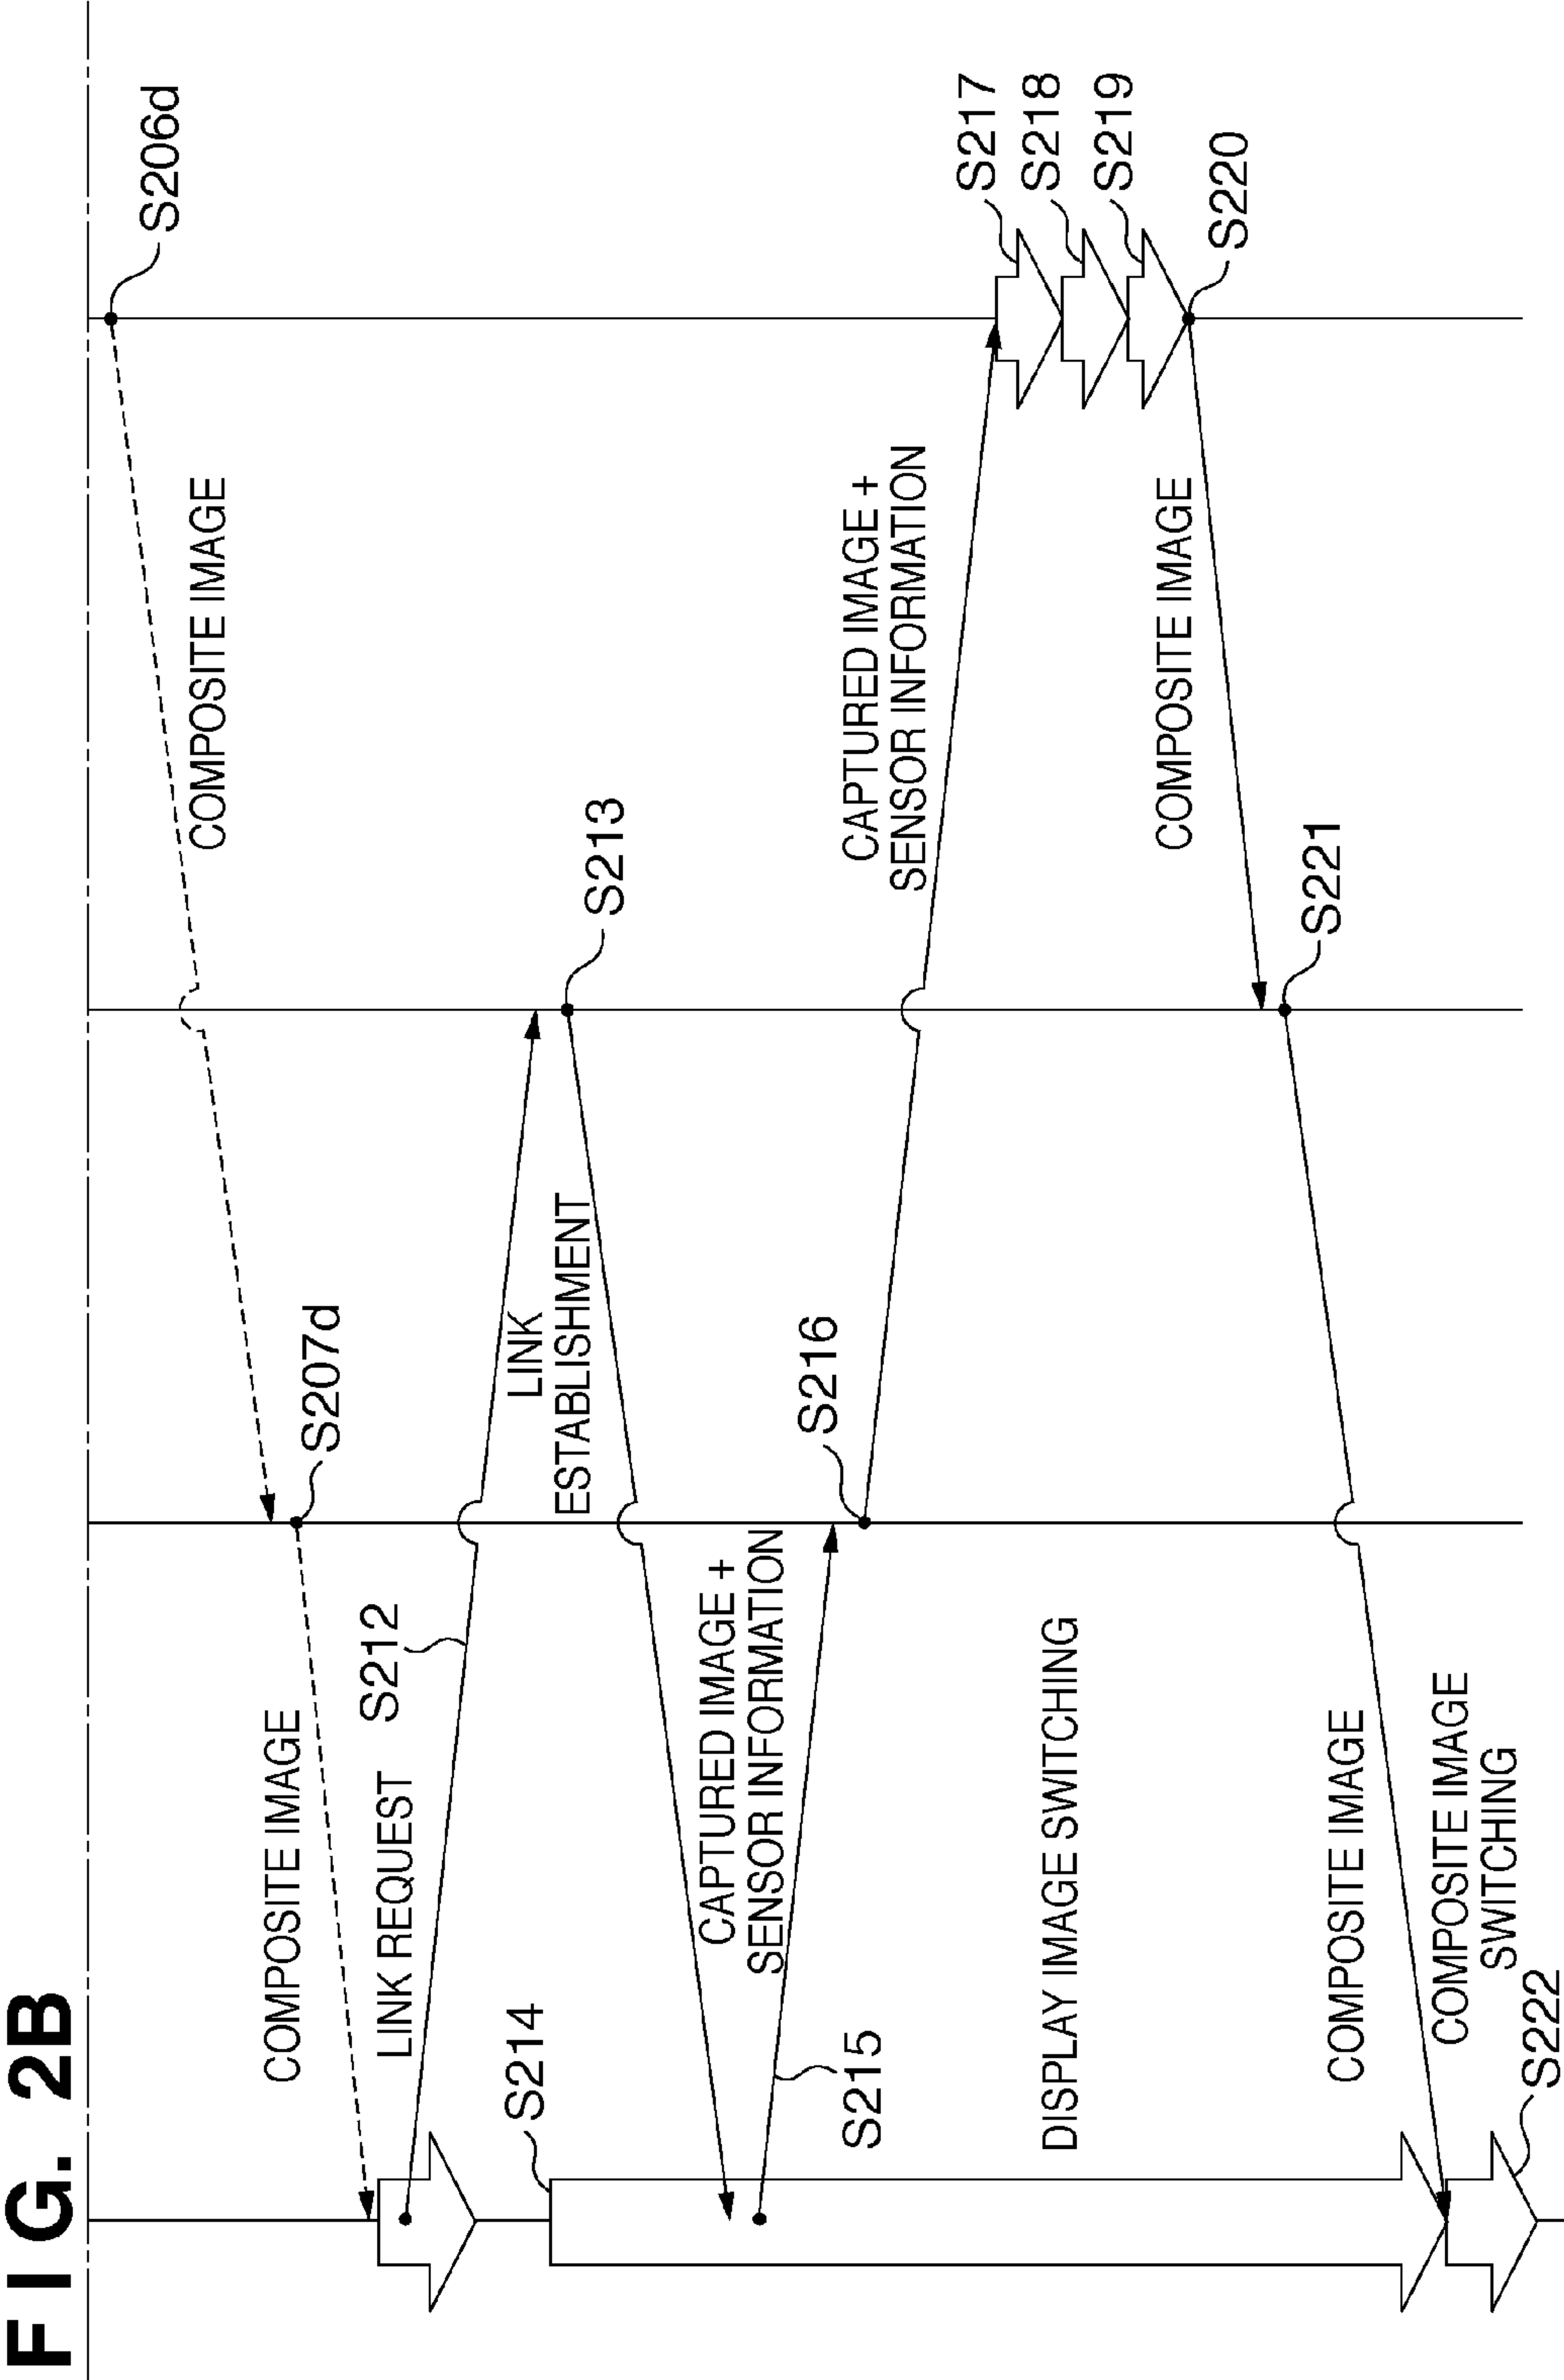 FIG. 2B
S206d
COMPOSITE IMAGE
S207d
COMPOSITE IMAGE
LINK REQUEST
S212
LINK
ESTABLISHMENT
S213
S214
CAPTURED IMAGE +
SENSOR INFORMATION
S215
S216
CAPTURED IMAGE +
SENSOR INFORMATION
S217
S218
S219
DISPLAY IMAGE SWITCHING
COMPOSITE IMAGE
S220
S221
COMPOSITE IMAGE
COMPOSITE IMAGE
SWITCHING
S222